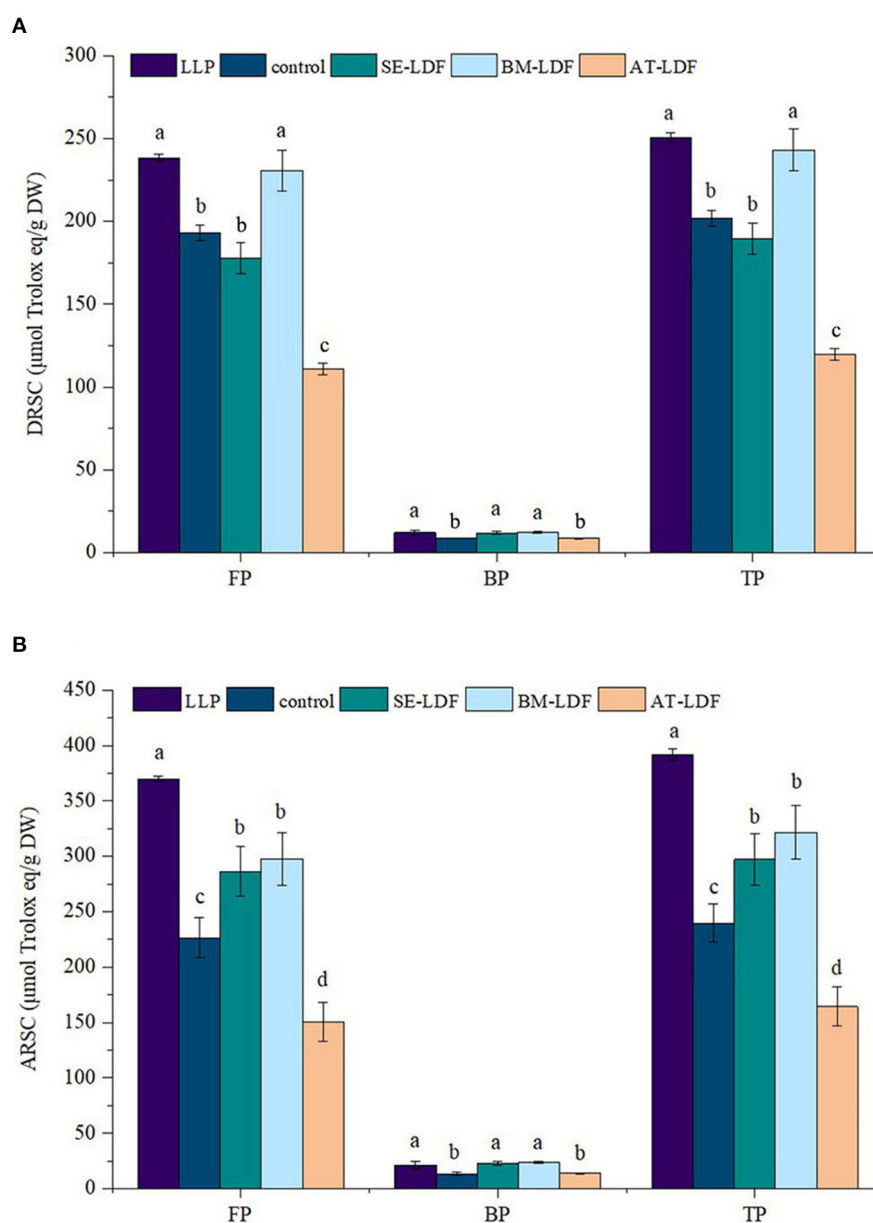 A
300
LLP control SE-LDF BM-LDF AT-LDF
a a a a
250
b b b b
200
DRSC (μmol Trolox eq/g DW)
150
c c
100
50
a b a a b
0
FP BP TP
B
450
LLP control SE-LDF BM-LDF AT-LDF
400
a a
350
b b b b
300
c c
250
ARSC (μmol Trolox eq/g DW)
200
d d
150
100
50
a b a a b
0
FP BP TP